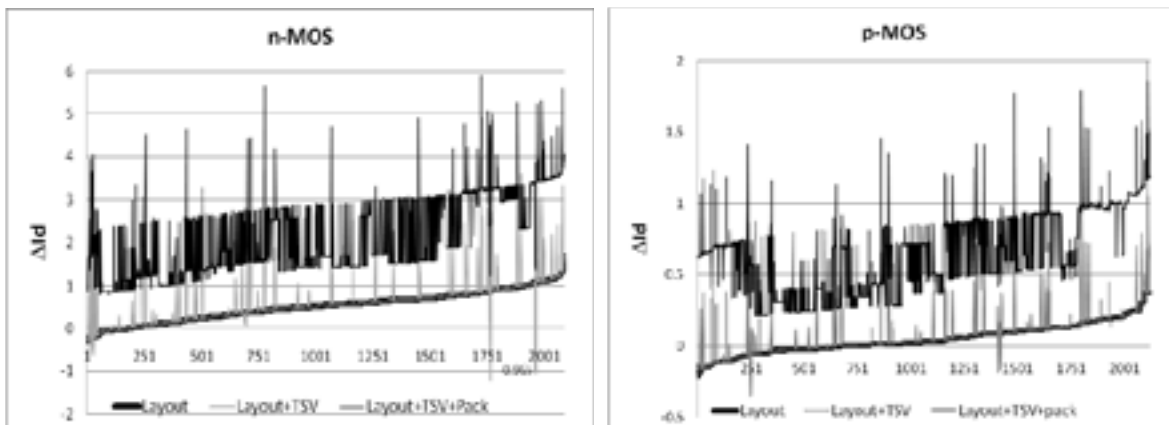 n-MOS
ΔId
6
5
4
3
2
1
0
-1
-2
1 251 501 751 1001 1251 1501 1751 2001
Layout Layout+TSV Layout+TSV+Pack
p-MOS
ΔId
2
1.5
1
0.5
0
-0.5
251 501 751 1001 1251 1501 1751 2001
Layout Layout+TSV Layout+TSV+pack